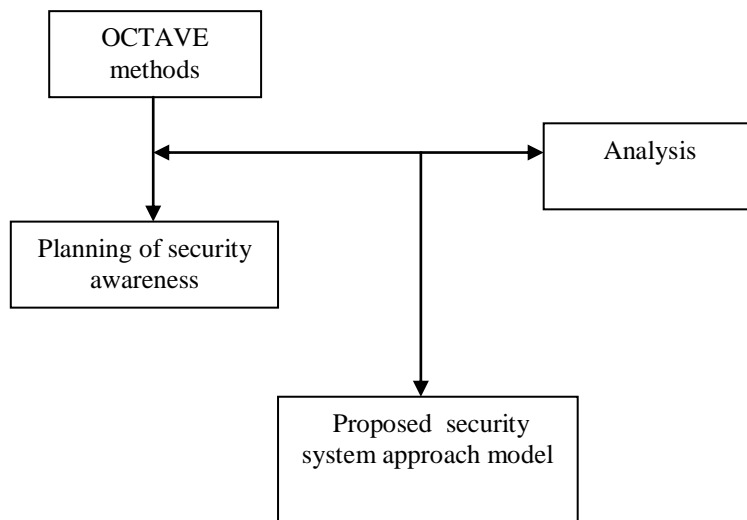 OCTAVE
methods
Analysis
Planning of security
awareness
Proposed  security
system approach model